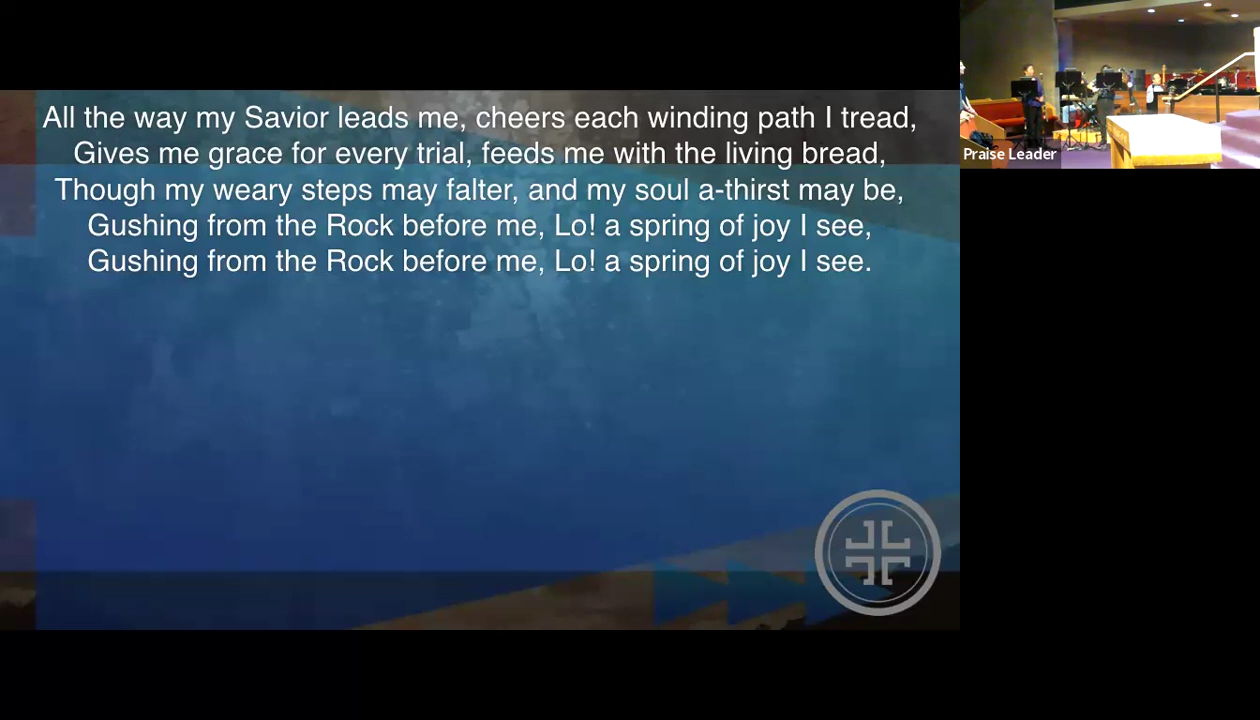 All the way my Savior leads me, cheers each winding path I tread,
Gives me grace for every trial, feeds me with the living bread,
Though my weary steps may falter, and my soul a-thirst may be,
Gushing from the Rock before me, Lo! a spring of joy I see,
Gushing from the Rock before me, Lo! a spring of joy I see.
Praise Leader